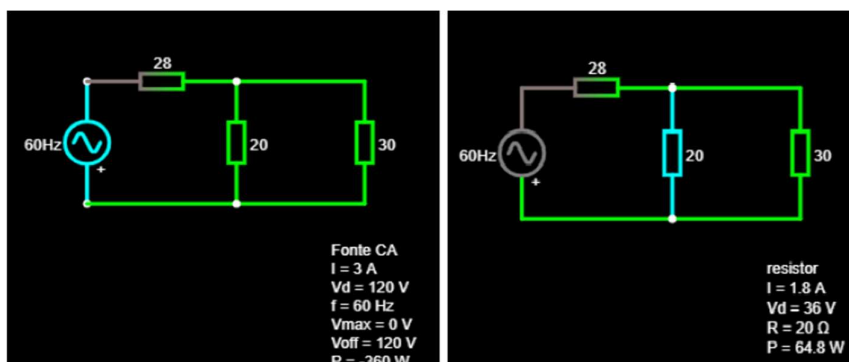 28
60Hz
20
30
+
Fonte CA
I = 3 A
Vd = 120 V
f = 60 Hz
Vmax = 0 V
Voff = 120 V
P = -360 W
28
60Hz
20
30
+
resistor
I = 1.8 A
Vd = 36 V
R = 20 Ω
P = 64.8 W